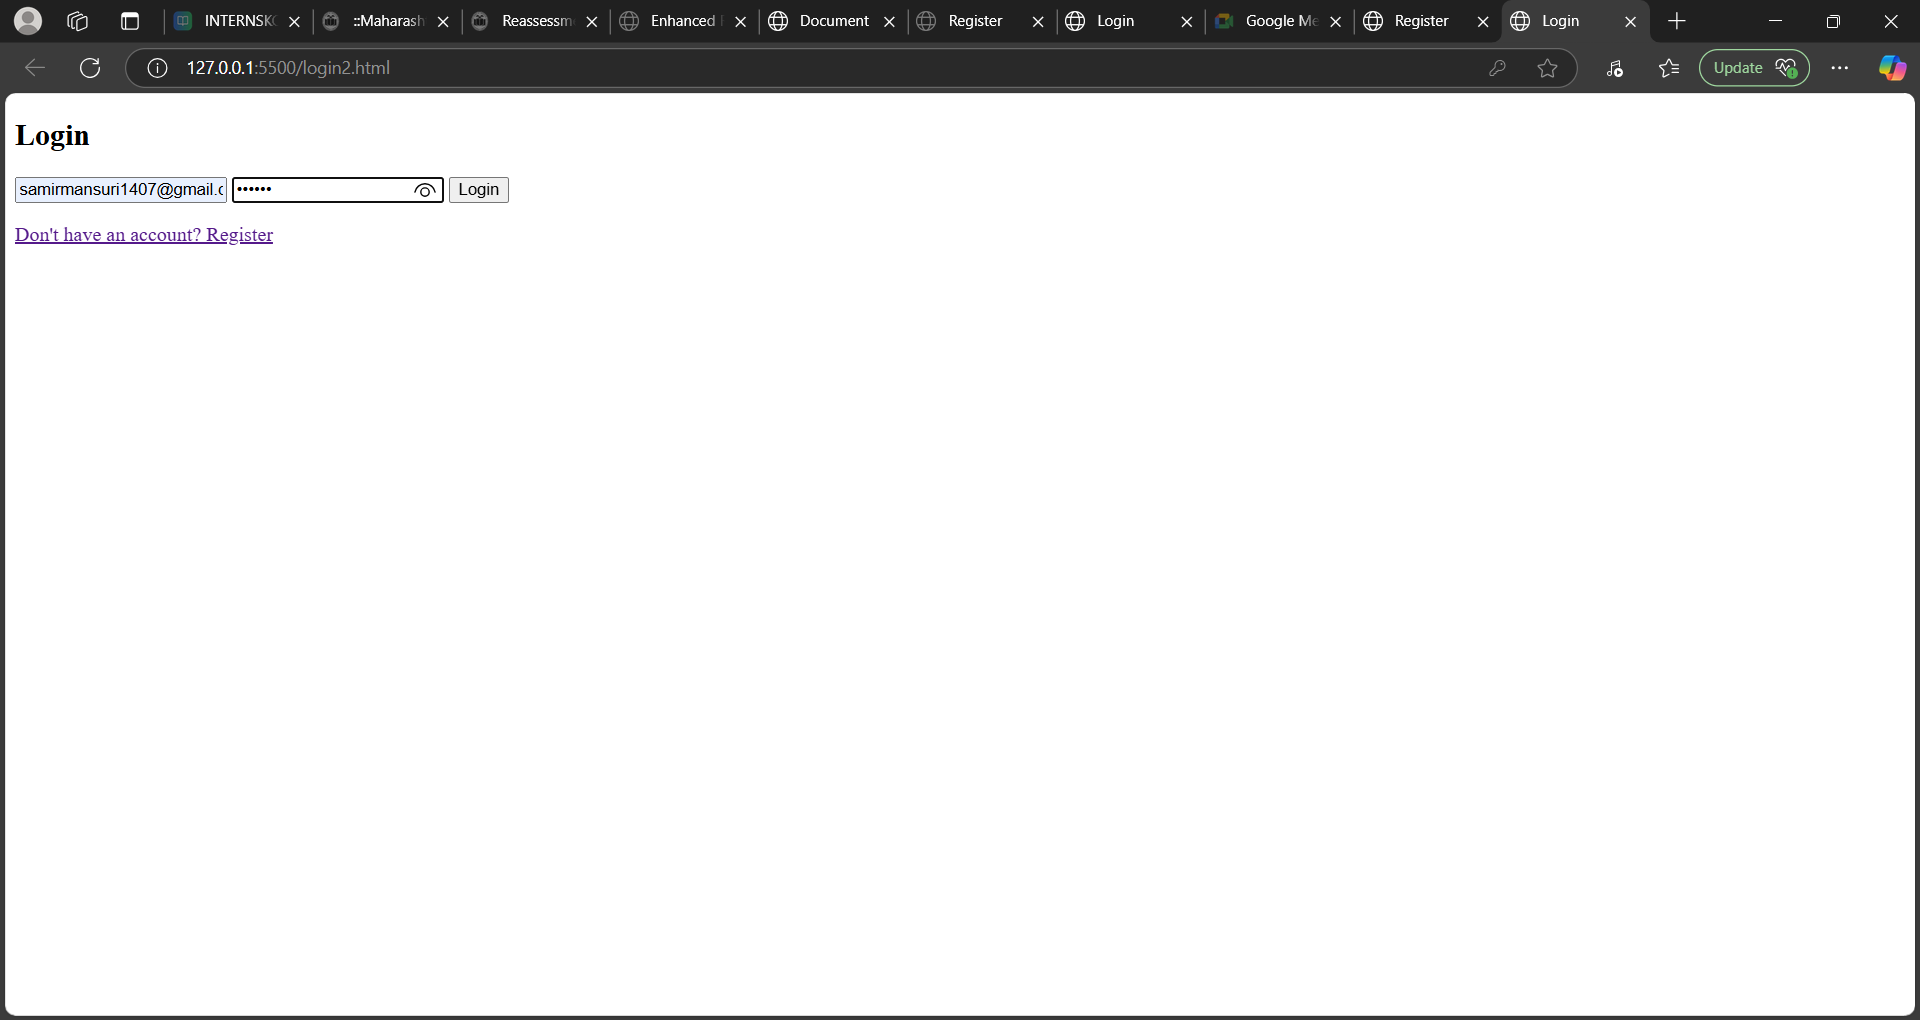 INTERNSK
::Maharash
Reassessm
Enhanced
Document
Register
Login
Google Me
Register
Login
127.0.0.1:5500/login2.html
Update
Login
samirmansuri1407@gmail.c
••••••
Login
Don't have an account? Register